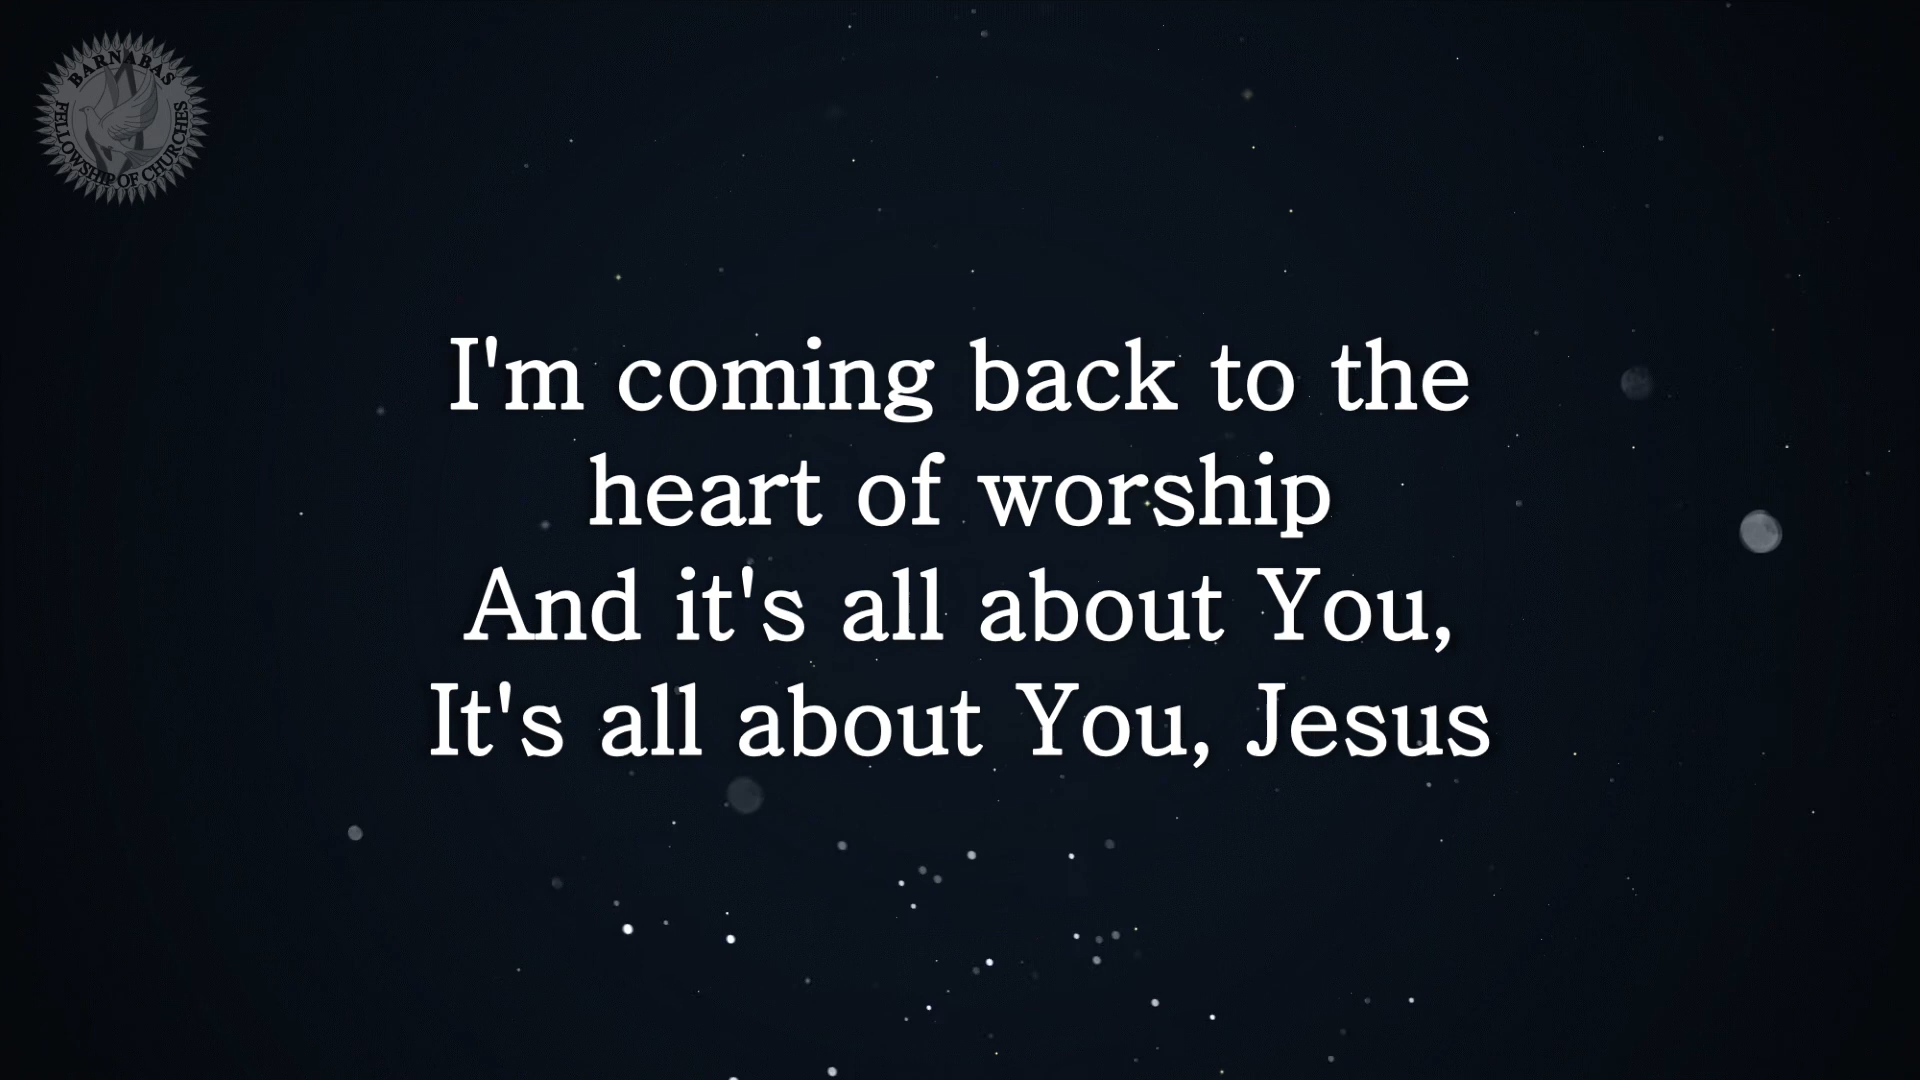 BARNABAS
FELLOWSHIP OF CHURCHES
I'm coming back to the
heart of worship
And it's all about You,
It's all about You, Jesus